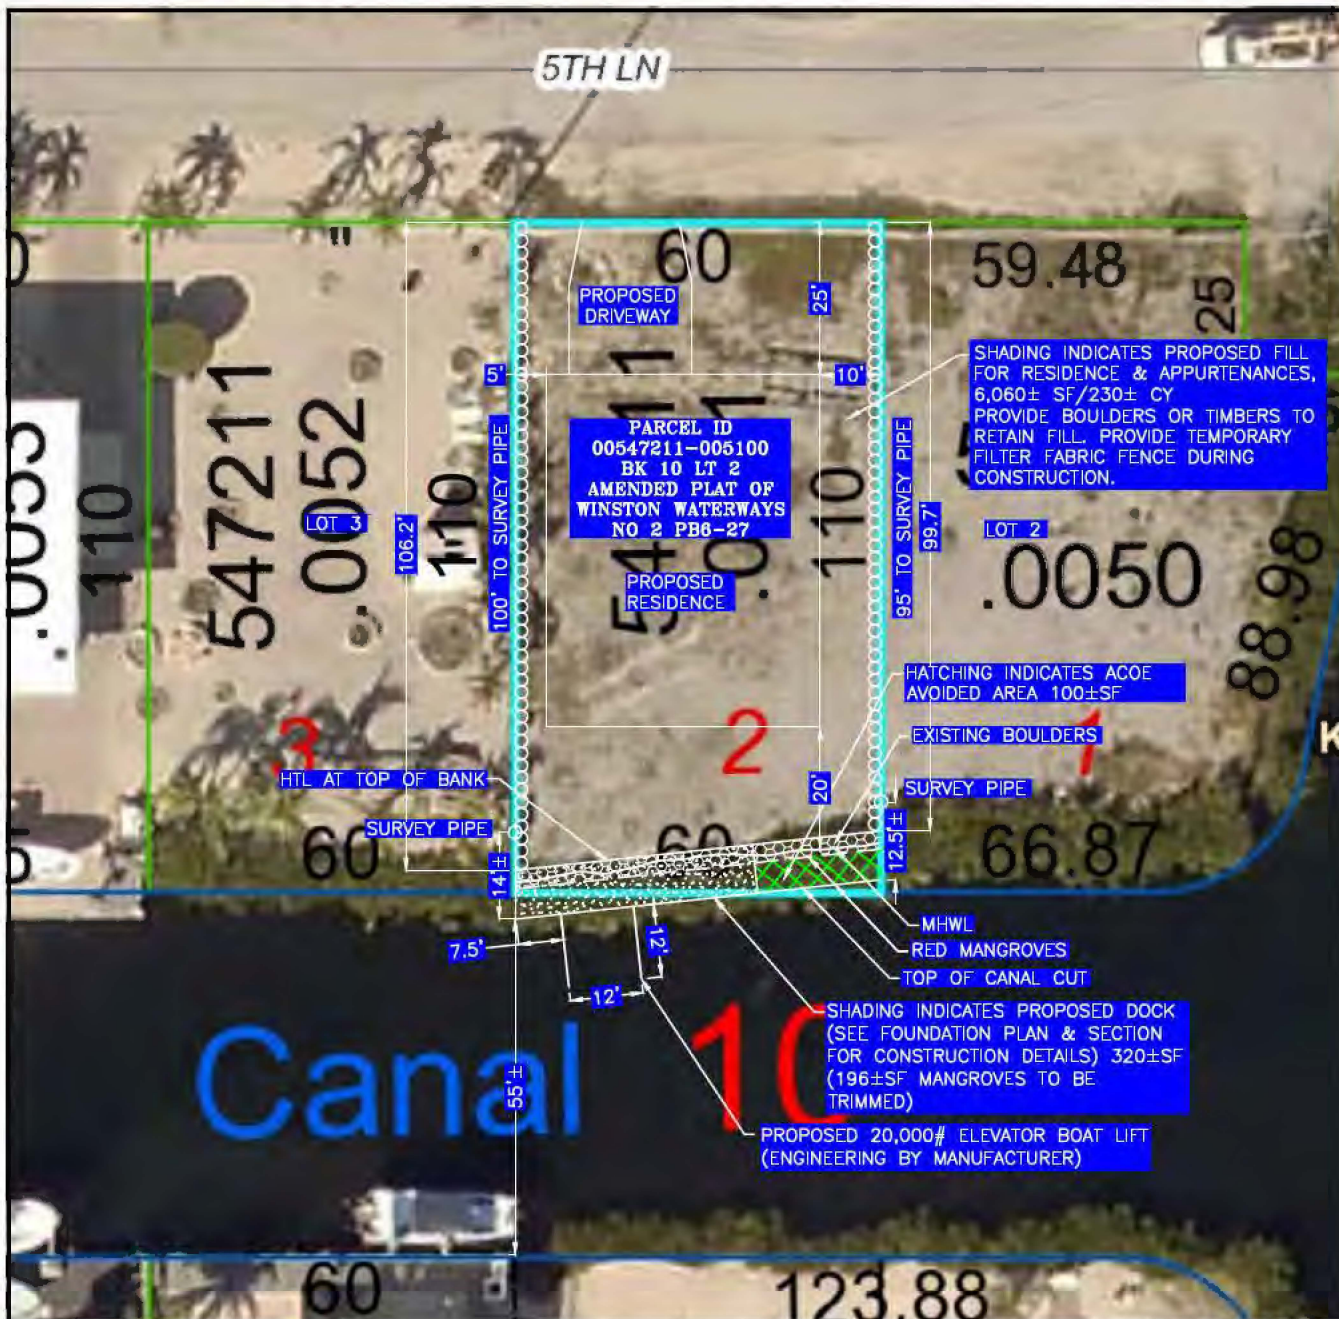 5TH LN
60
59.48
25
PROPOSED
DRIVEWAY
25'
5'
10'
SHADING INDICATES PROPOSED FILL
FOR RESIDENCE & APPURTENANCES,
6,060± SF/230± CY
PROVIDE BOULDERS OR TIMBERS TO
RETAIN FILL. PROVIDE TEMPORARY
FILTER FABRIC FENCE DURING
CONSTRUCTION.
PARCEL ID
00547211-005100
BK 10 LT 2
AMENDED PLAT OF
WINSTON WATERWAYS
NO 2 PB6-27
.0053
110
547211
.0052
LOT 3
106.2'
110
100' TO SURVEY PIPE
110
95' TO SURVEY PIPE
99.7'
LOT 2
.0050
88.98
PROPOSED
RESIDENCE
HATCHING INDICATES ACOE
AVOIDED AREA 100±SF
3
2
1
K
EXISTING BOULDERS
HTL AT TOP OF BANK
20'
SURVEY PIPE
SURVEY PIPE
60
60
66.87
14'±
12.5'±
MHWL
RED MANGROVES
TOP OF CANAL CUT
7.5'
12'
12'
SHADING INDICATES PROPOSED DOCK
(SEE FOUNDATION PLAN & SECTION
FOR CONSTRUCTION DETAILS) 320±SF
(196±SF MANGROVES TO BE
TRIMMED)
Canal
10
55'±
PROPOSED 20,000# ELEVATOR BOAT LIFT
(ENGINEERING BY MANUFACTURER)
60
123.88